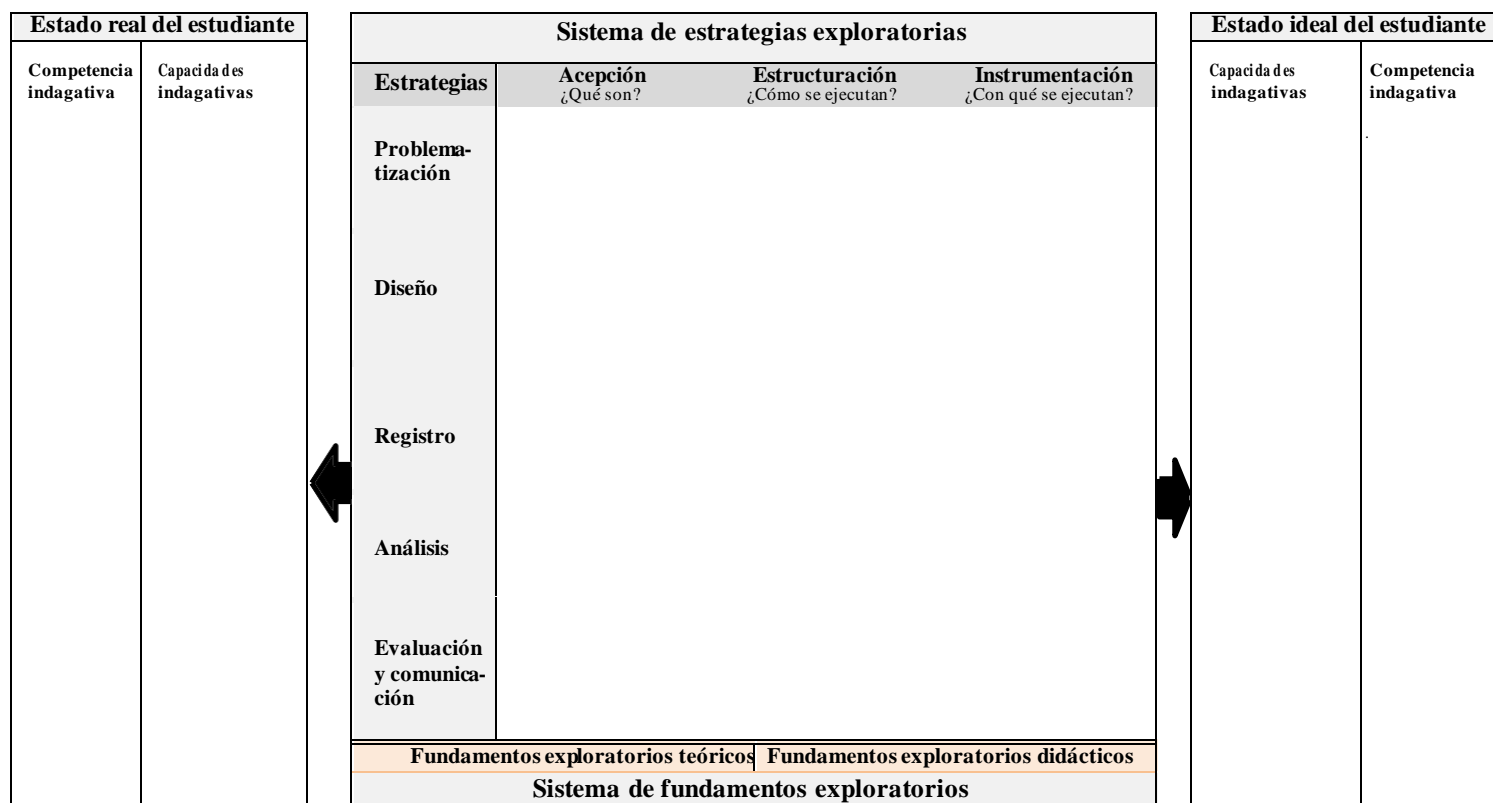 Estado real del estudiante
Competencia
indagativa
Capacidades
indagativas
Sistema de estrategias exploratorias
Estrategias
Acepción
¿Qué son?
Estructuración
¿Cómo se ejecutan?
Instrumentación
¿Con qué se ejecutan?
Problema-
tización
Diseño
Registro
Análisis
Evaluación
y comunica-
ción
Fundamentos exploratorios teóricos
Fundamentos exploratorios didácticos
Sistema de fundamentos exploratorios
Estado ideal del estudiante
Capacidades
indagativas
Competencia
indagativa
.